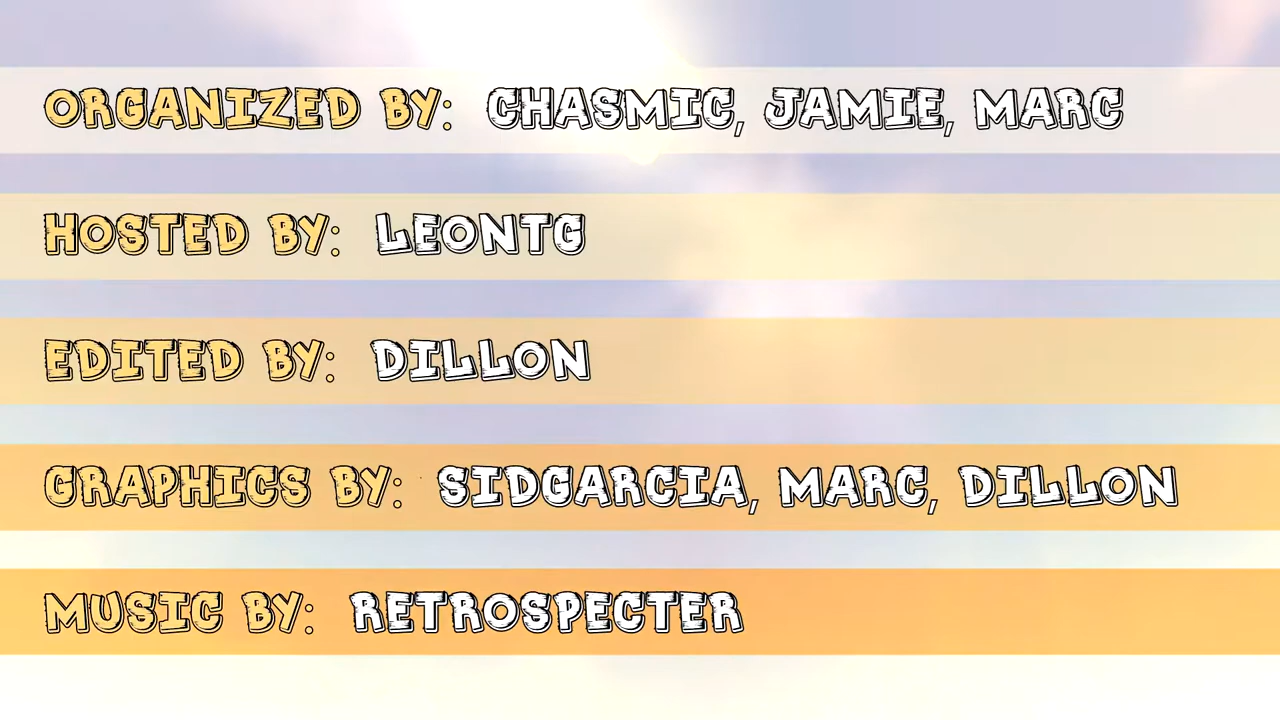 ORGANIZED BY: CHASMIC, JAMIE, MARC
HOSTED BY: LEONTG
EDITED BY: DILLON
GRAPHICS BY: SIDGARCIA, MARC, DILLON
MUSIC BY: RETROSPECTER